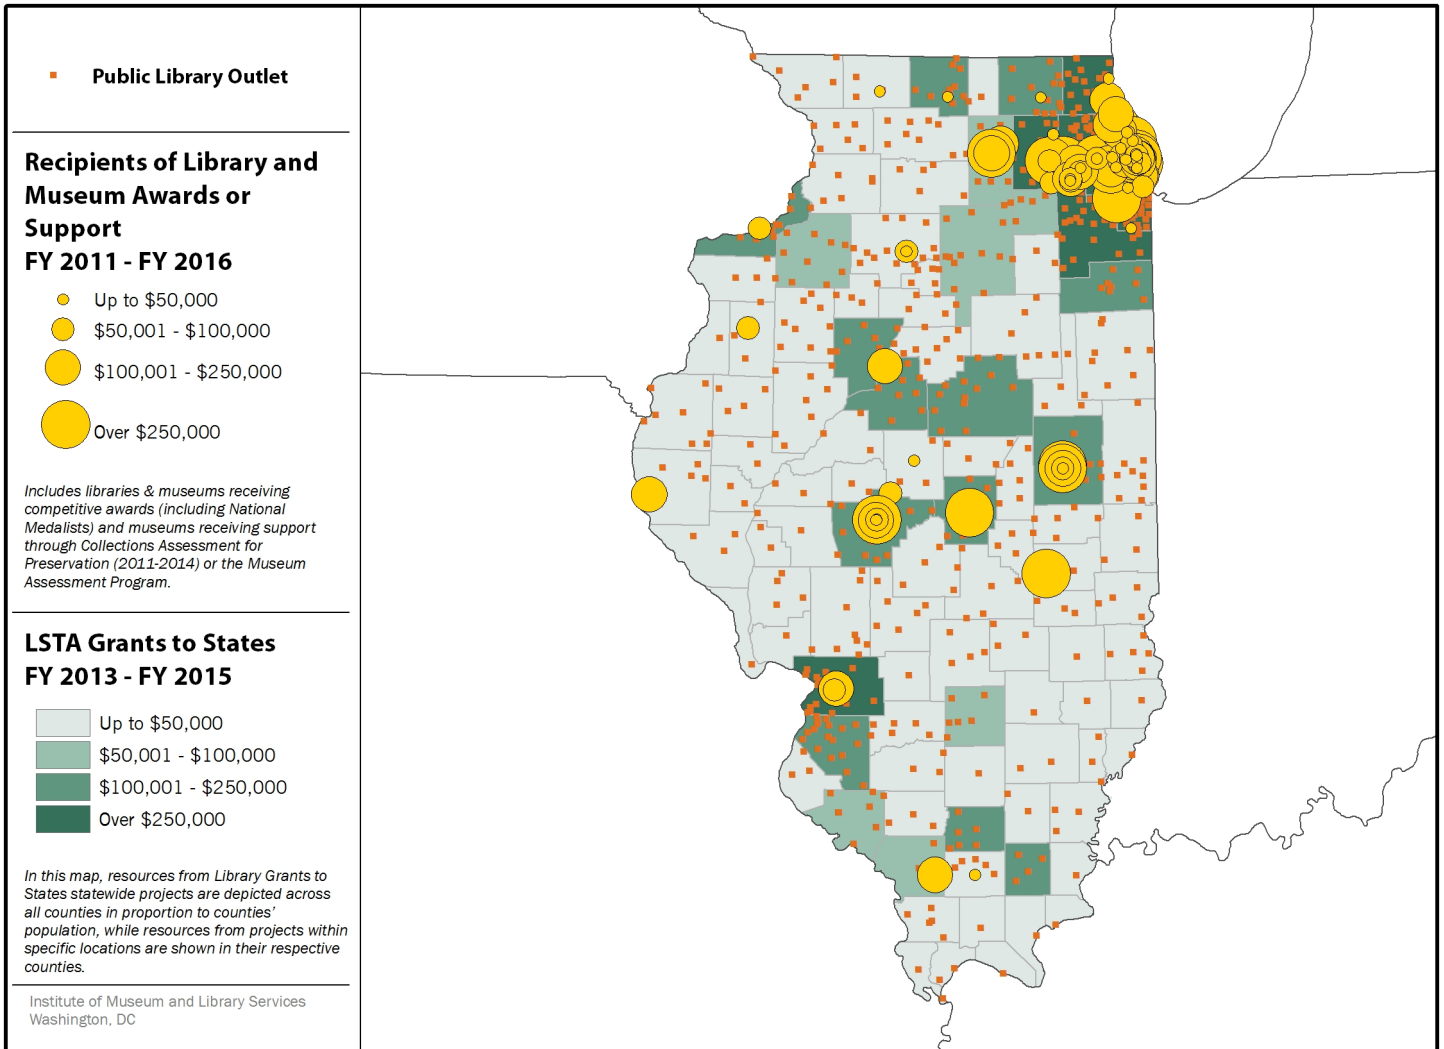 Public Library Outlet
Recipients of Library and
Museum Awards or
Support
FY 2011 - FY 2016
Up to $50,000
$50,001 - $100,000
$100,001 - $250,000
Over $250,000
Includes libraries & museums receiving
competitive awards (including National
Medalists) and museums receiving support
through Collections Assessment for
Preservation (2011-2014) or the Museum
Assessment Program.
LSTA Grants to States
FY 2013 - FY 2015
Up to $50,000
$50,001 - $100,000
$100,001 - $250,000
Over $250,000
In this map, resources from Library Grants to
States statewide projects are depicted across
all counties in proportion to counties’
population, while resources from projects within
specific locations are shown in their respective
counties.
Institute of Museum and Library Services
Washington, DC